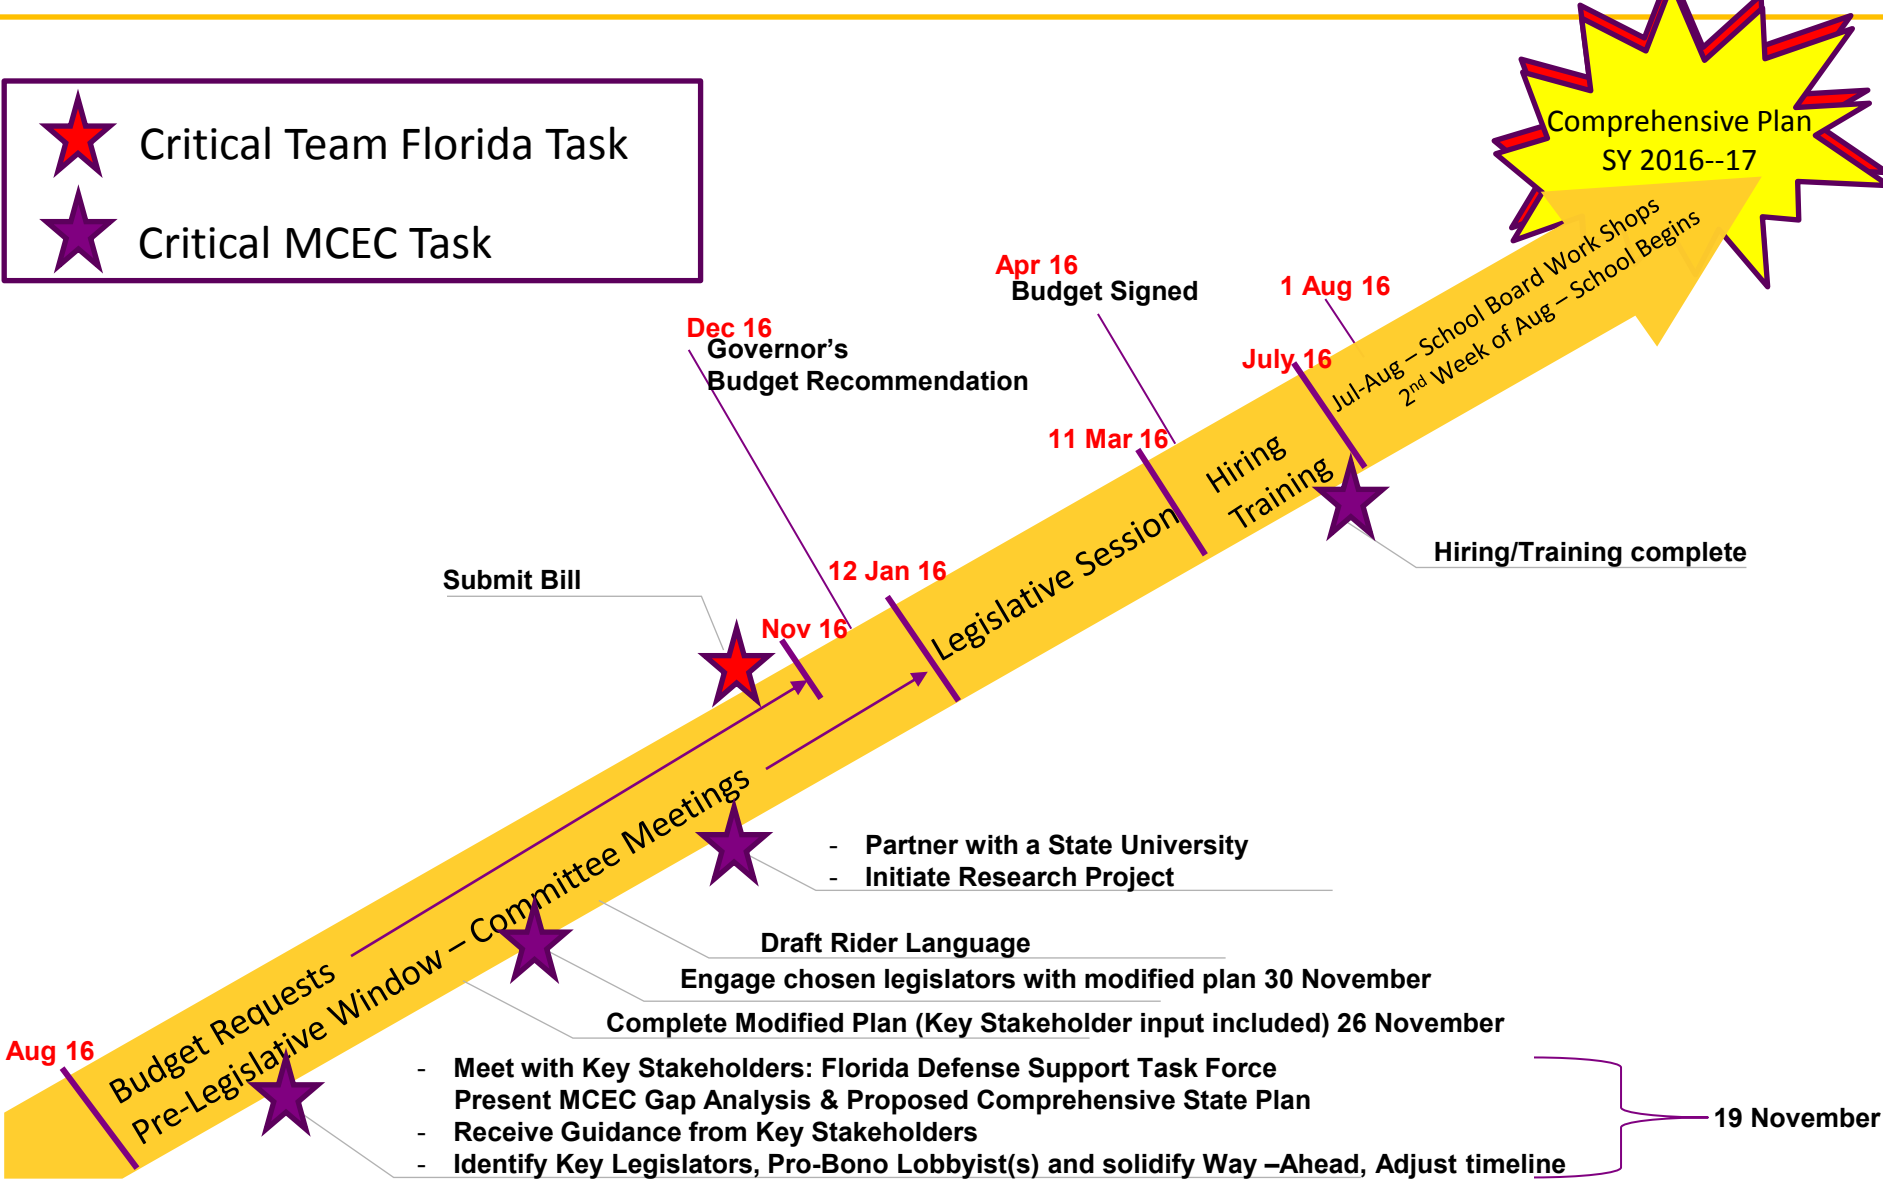 Comprehensive Plan
SY 2016--17
Critical Team Florida Task
Critical MCEC Task
Apr 16
Budget Signed
1 Aug 16
Jul-Aug – School Board Work Shops
2nd Week of Aug – School Begins
Dec 16
Governor's
Budget Recommendation
July 16
11 Mar 16
Hiring
Training
Hiring/Training complete
Submit Bill
12 Jan 16
Legislative Session
Nov 16
Partner with a State University
Initiate Research Project
Draft Rider Language
Engage chosen legislators with modified plan 30 November
Complete Modified Plan (Key Stakeholder input included) 26 November
Aug 16
Budget Requests
Pre-Legislative Window – Committee Meetings
- Meet with Key Stakeholders: Florida Defense Support Task Force
Present MCEC Gap Analysis & Proposed Comprehensive State Plan
- Receive Guidance from Key Stakeholders
- Identify Key Legislators, Pro-Bono Lobbyist(s) and solidify Way –Ahead, Adjust timeline
19 November